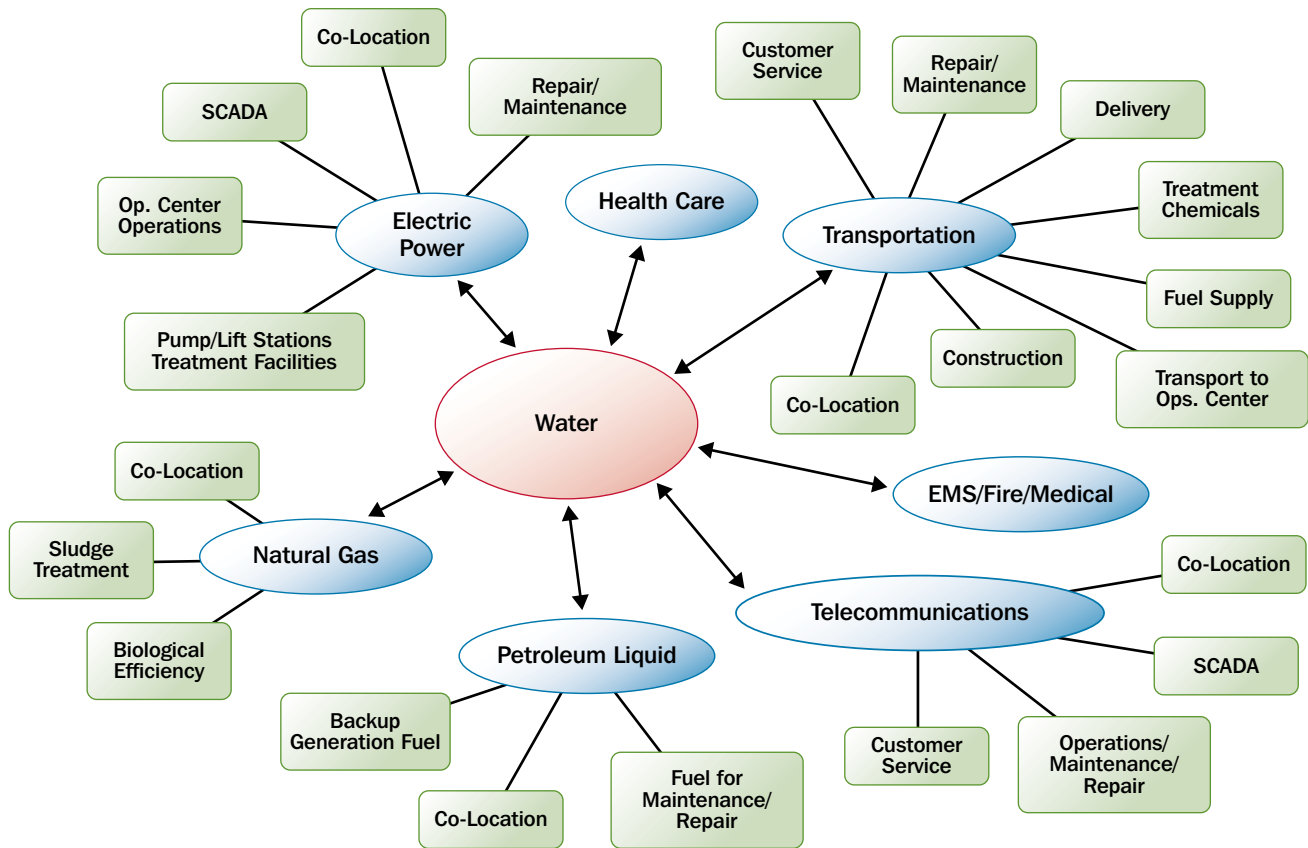 Co-Location
SCADA
Repair/
Maintenance
Op. Center
Operations
Electric
Power
Pump/Lift Stations
Treatment Facilities
Health Care
Customer
Service
Repair/
Maintenance
Delivery
Treatment
Chemicals
Transportation
Fuel Supply
Construction
Transport to
Ops. Center
Co-Location
Water
EMS/Fire/Medical
Co-Location
Natural Gas
Sludge
Treatment
Biological
Efficiency
Petroleum Liquid
Backup
Generation Fuel
Co-Location
Fuel for
Maintenance/
Repair
Telecommunications
Co-Location
SCADA
Customer
Service
Operations/
Maintenance/
Repair